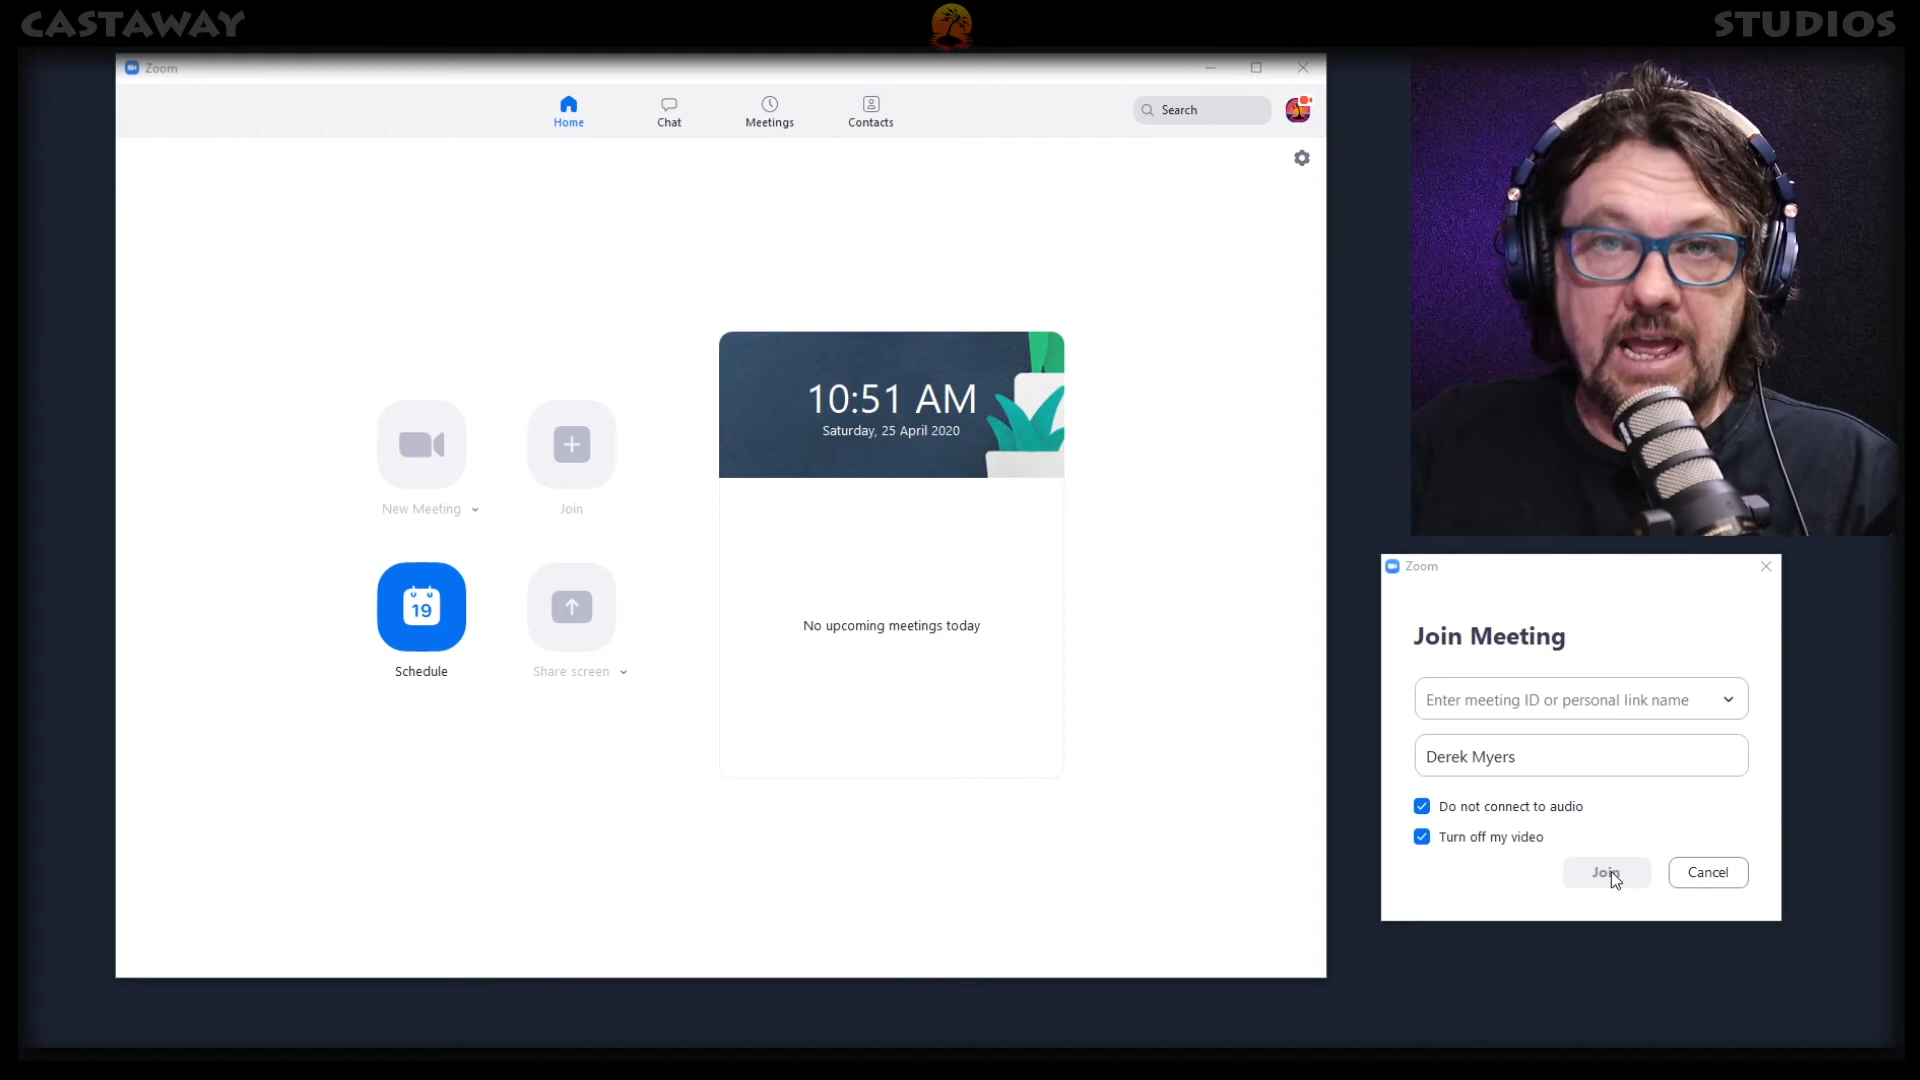 CASTAWAY
STUDIOS
Zoom
Home
Chat
Meetings
Contacts
Search
10:51 AM
Saturday, 25 April 2020
New Meeting
Join
19
Schedule
Share screen
No upcoming meetings today
Zoom
Join Meeting
Enter meeting ID or personal link name
Derek Myers
Do not connect to audio
Turn off my video
Join
Cancel